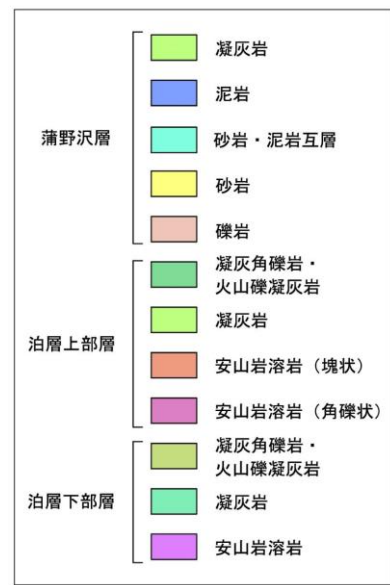 蒲野沢層
凝灰岩
泥岩
砂岩・泥岩互層
砂岩
礫岩
泊層上部層
凝灰角礫岩・
火山礫凝灰岩
凝灰岩
安山岩溶岩（塊状）
安山岩溶岩（角礫状）
泊層下部層
凝灰角礫岩・
火山礫凝灰岩
凝灰岩
安山岩溶岩